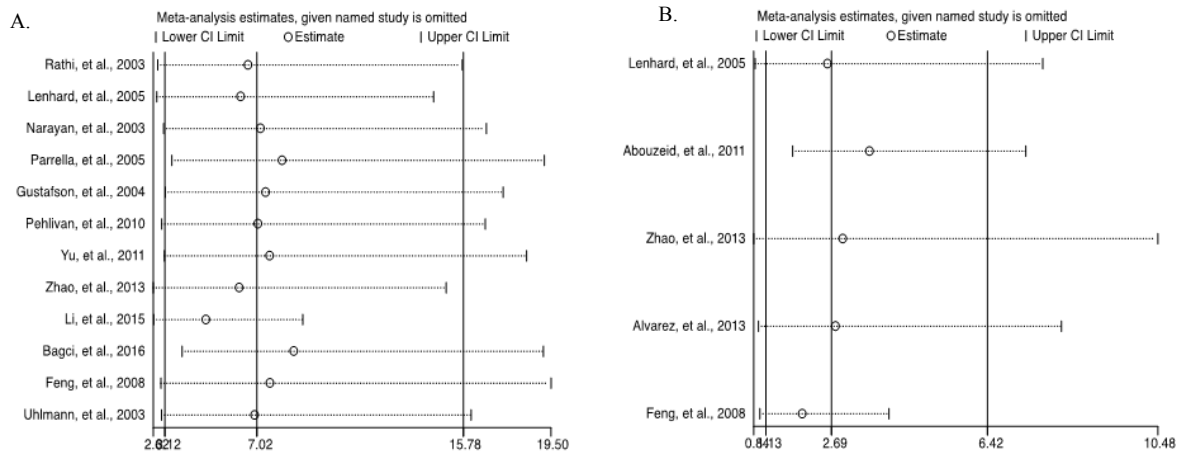 A.
Meta-analysis estimates, given named study is omitted
Lower CI Limit Estimate Upper CI Limit
Rathi, et al., 2003
Lenhard, et al., 2005
Narayan, et al., 2003
Parrella, et al., 2005
Gustafson, et al., 2004
Pehlivan, et al., 2010
Yu, et al., 2011
Zhao, et al., 2013
Li, et al., 2015
Bagci, et al., 2016
Feng, et al., 2008
Uhlmann, et al., 2003
7.02 15.78 19.50
B.
Meta-analysis estimates, given named study is omitted
Lower CI Limit Estimate Upper CI Limit
Lenhard, et al., 2005
Abouzeid, et al., 2011
Zhao, et al., 2013
Alvarez, et al., 2013
Feng, et al., 2008
2.69 6.42 10.48